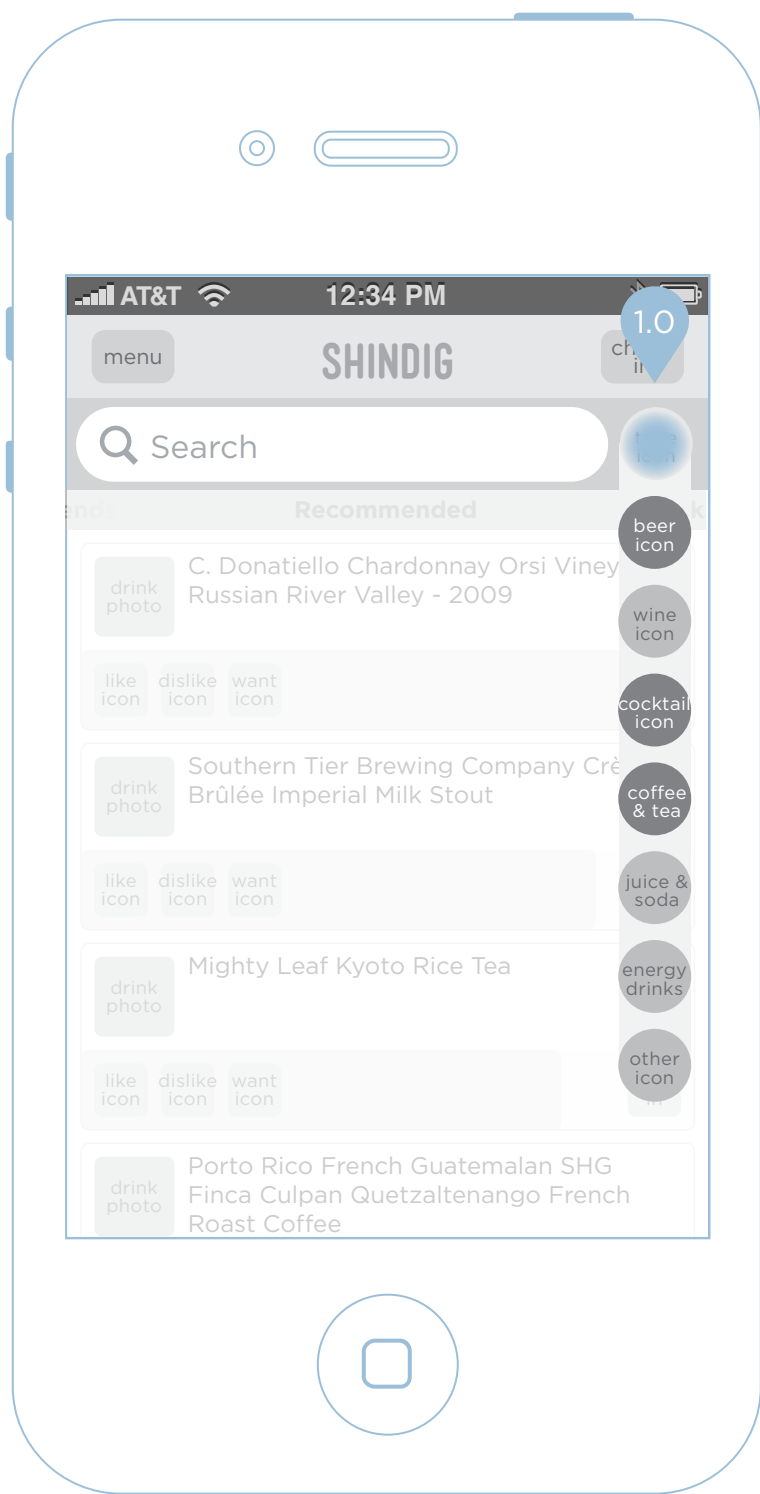 AT&T 12:34 PM
1.0
menu
SHINDIG
in
Search
icon
Recommended
beer
icon
wine
icon
cocktail
icon
coffee
& tea
juice &
soda
energy
drinks
other
icon
drink
photo
C. Donatiello Chardonnay Orsi Viney
Russian River Valley - 2009
like
icon
dislike
icon
want
icon
drink
photo
Southern Tier Brewing Company Crè
Brûlée Imperial Milk Stout
like
icon
dislike
icon
want
icon
drink
photo
Mighty Leaf Kyoto Rice Tea
like
icon
dislike
icon
want
icon
in
drink
photo
Porto Rico French Guatemalan SHG
Finca Culpan Quetzaltenango French
Roast Coffee